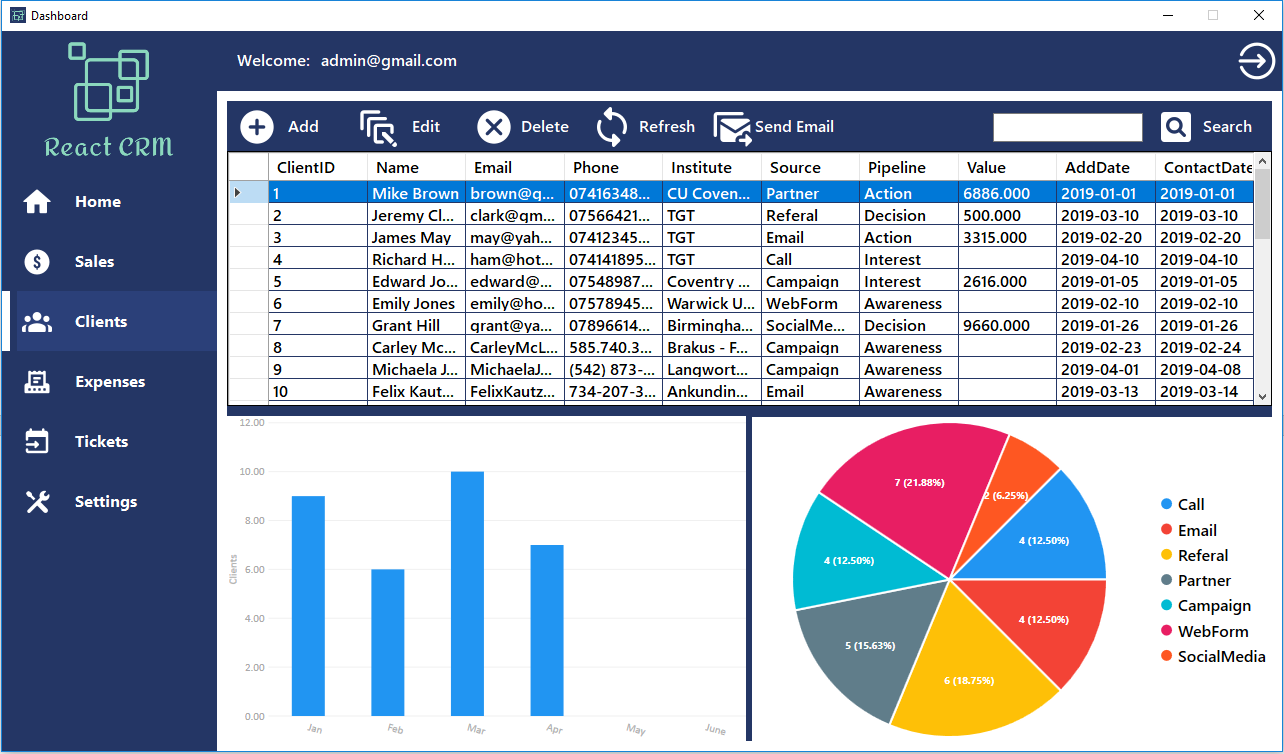 Dashboard
React CRM
Welcome: admin@gmail.com
Home
Sales
Clients
Expenses
Tickets
Settings
Add Edit Delete Refresh Send Email Search
ClientID Name Email Phone Institute Source Pipeline Value AddDate ContactDate
1 Mike Brown brown@g... 07416348... CU Coven... Partner Action 6886.000 2019-01-01 2019-01-01
2 Jeremy Cl... clark@gm... 07566421... TGT Referal Decision 500.000 2019-03-10 2019-03-10
3 James May may@yah... 07412345... TGT Email Action 3315.000 2019-02-20 2019-02-20
4 Richard H... ham@hot... 074141895... TGT Call Interest 2019-04-10 2019-04-10
5 Edward Jo... edward@... 07548987... Coventry ... Campaign Interest 2616.000 2019-01-05 2019-01-05
6 Emily Jones emily@ho... 07578945... Warwick U... WebForm Awareness 2019-02-10 2019-02-10
7 Grant Hill grant@ya... 07896614... Birmingha... SocialMe... Decision 9660.000 2019-01-26 2019-01-26
8 Carley Mc... CarleyMcL... 585.740.3... Brakus - F... Campaign Awareness 2019-02-23 2019-02-24
9 Michaela J... MichaelaJ... (542) 873-... Langwort... Campaign Awareness 2019-04-01 2019-04-08
10 Felix Kaut... FelixKautz... 734-207-3... Ankundin... Email Awareness 2019-03-13 2019-03-14
12.00
10.00
8.00
6.00
4.00
2.00
0.00
Clients
Jan Feb Mar Apr May June
7 (21.88%)
2 (6.25%)
4 (12.50%)
4 (12.50%)
4 (12.50%)
5 (15.63%)
6 (18.75%)
Call
Email
Referal
Partner
Campaign
WebForm
SocialMedia